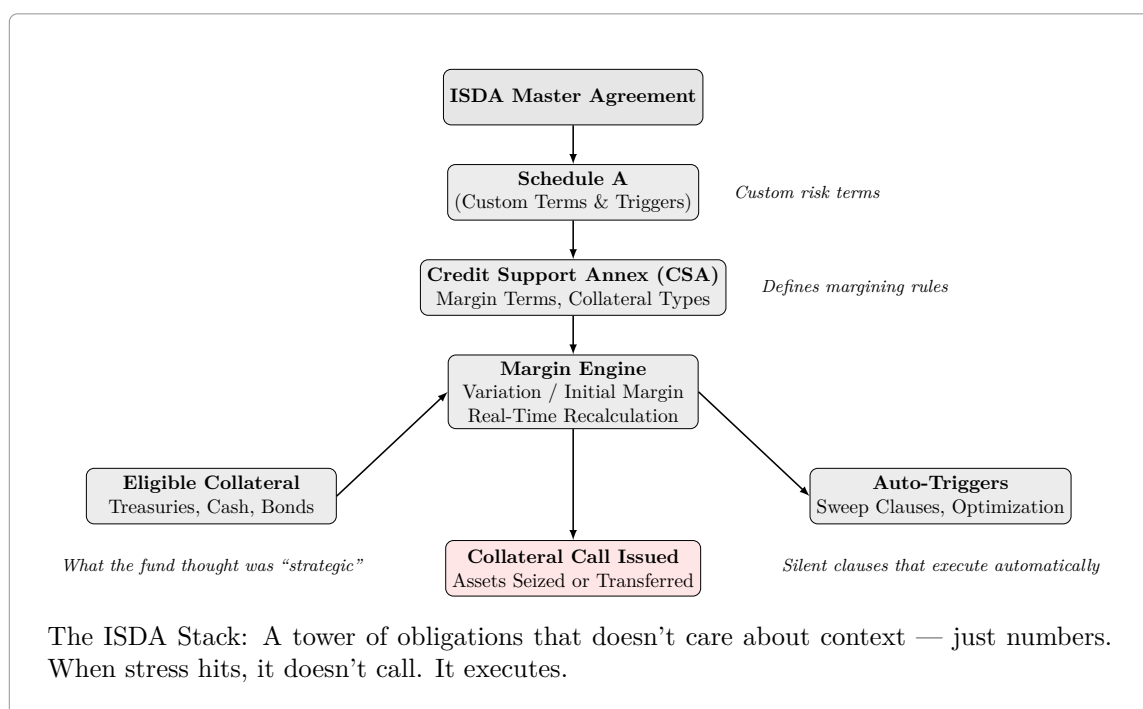 ISDA Master Agreement
Schedule A
(Custom Terms & Triggers)
Custom risk terms
Credit Support Annex (CSA)
Margin Terms, Collateral Types
Defines margining rules
Margin Engine
Variation / Initial Margin
Real-Time Recalculation
Eligible Collateral
Treasuries, Cash, Bonds
Auto-Triggers
Sweep Clauses, Optimization
What the fund thought was “strategic”
Collateral Call Issued
Assets Seized or Transferred
Silent clauses that execute automatically
The ISDA Stack: A tower of obligations that doesn’t care about context — just numbers.
When stress hits, it doesn’t call. It executes.